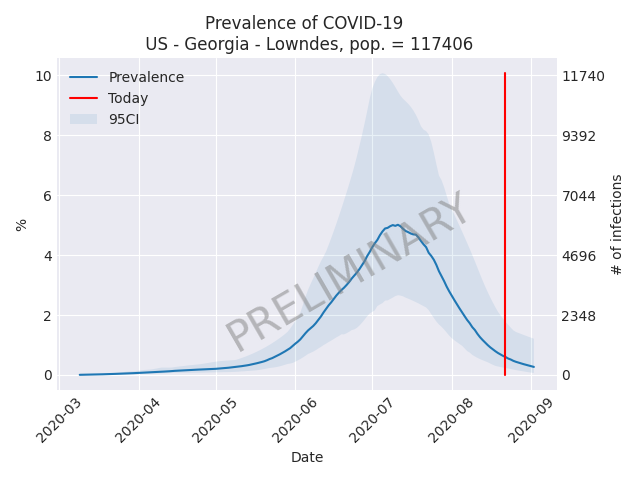 Prevalence of COVID-19
US - Georgia - Lowndes, pop. = 117406
Prevalence
Today
95CI
PRELIMINARY
10
8
6
4
2
0
%
11740
9392
7044
4696
2348
0
# of infections
2020-03
2020-04
2020-05
2020-06
2020-07
2020-08
2020-09
Date